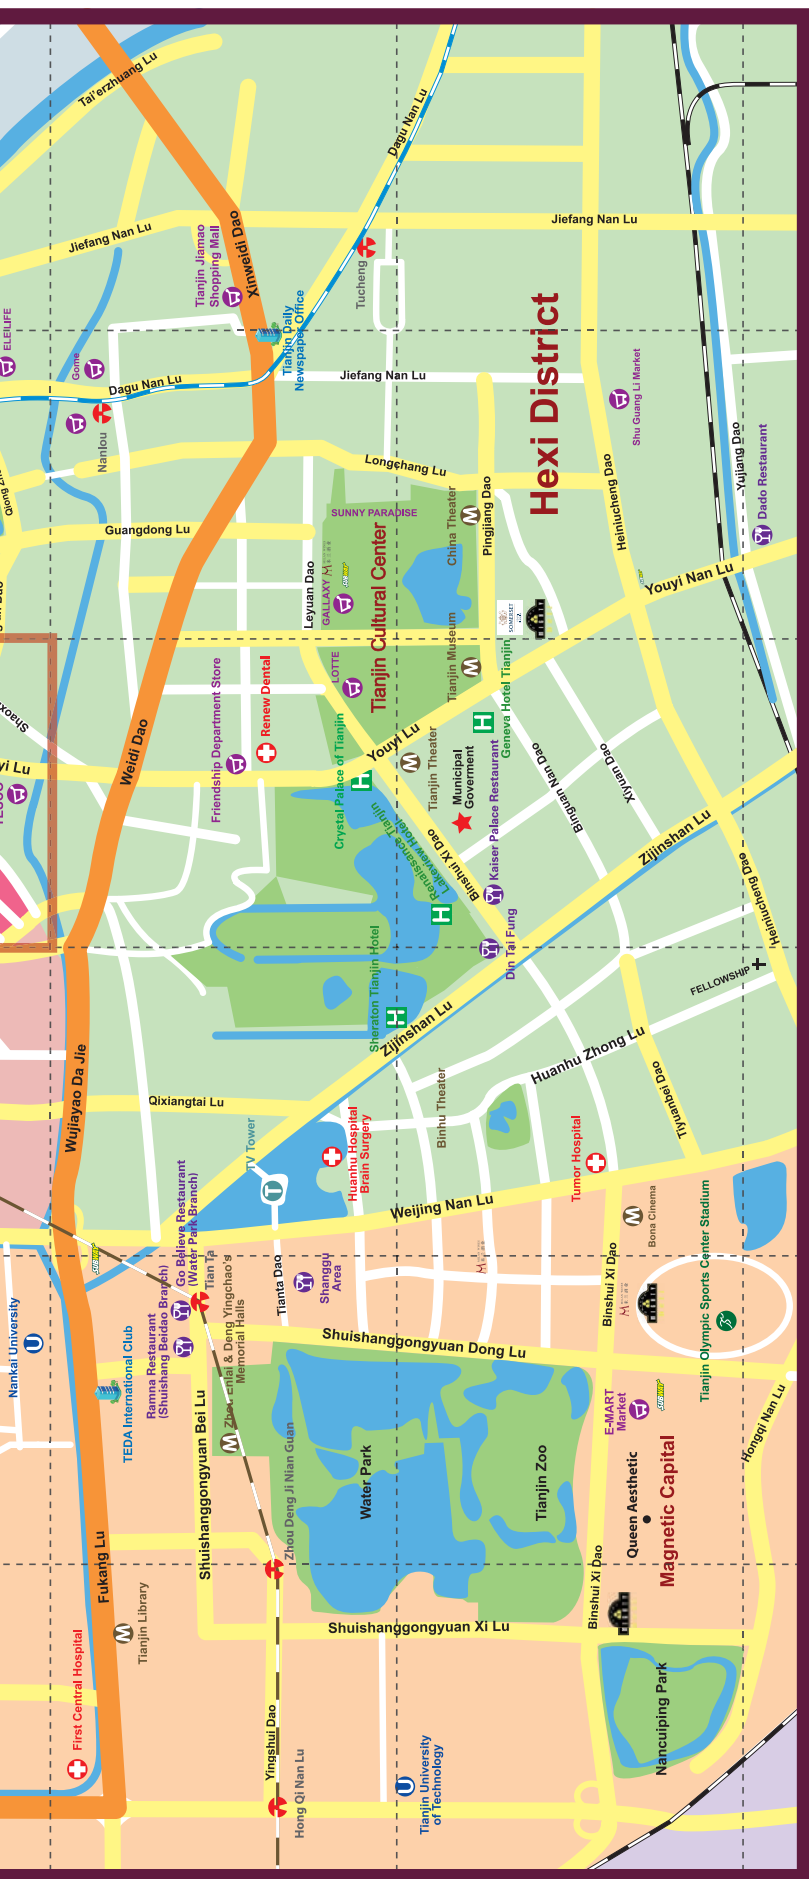 Tai'erzhuang Lu
Dagu Nan Lu
Jiefang Nan Lu
Jiefang Nan Lu
Tianjin Jiamao
Shopping Mall
Xinweidi Dao
Tucheng
Tianjin Daily
Newspaper Office
ELE/LIFE
Gome
Dagu Nan Lu
Nanlou
Jiefang Nan Lu
Hexi District
Shu Guang Li Market
Yujiang Dao
Dado Restaurant
Heiniucheng Dao
Longchang Lu
Guangdong Lu
SUNNY PARADISE
China Theater
Pingjiang Dao
Leyuan Dao
GALLAXY
SUBWAY
Tianjin Cultural Center
Youyi Nan Lu
SOMERSET
Tianjin Museum
Geneva Hotel Tianjin
LOTTE
Friendship Department Store
Renew Dental
Weidi Dao
yi Lu
Youyi Lu
Crystal Palace of Tianjin
Tianjin Theater
Municipal
Goverment
Kaiser Palace Restaurant
Binguan Nan Dao
Xiyuan Dao
Renaissance Tianjin
Lakeview Hotel
Binshui Xi Dao
Zijinshan Lu
Heiniucheng Dao
Din Tai Fung
Sheraton Tianjin Hotel
Zijinshan Lu
FELLOWSHIP
Huanhu Zhong Lu
Wujiayao Da Jie
Qixiangtai Lu
Binhu Theater
Tiyuanbei Dao
TV Tower
Huanhu Hospital
Brain Surgery
Tumor Hospital
Weijing Nan Lu
Bona Cinema
Go Believe Restaurant
(Water Park Branch)
SUBWAY
Tian Ta
Tianta Dao
Shanggu
Area
Binshui Xi Dao
Tianjin Olympic Sports Center Stadium
Nankai University
Ramna Restaurant
(Shuishang Beidao Branch)
TEDA International Club
Zhou Enlai & Deng Yingchao's
Memorial Halls
Shuishanggongyuan Dong Lu
E-MART
Market
SUBWAY
Hongqi Nan Lu
Shuishanggongyuan Bei Lu
Zhou Deng Ji Nian Guan
Water Park
Tianjin Zoo
Queen Aesthetic
Magnetic Capital
Fukang Lu
Binshui Xi Dao
Tianjin Library
Shuishanggongyuan Xi Lu
First Central Hospital
Nancuiping Park
Yingshui Dao
Hong Qi Nan Lu
Tianjin University
of Technology